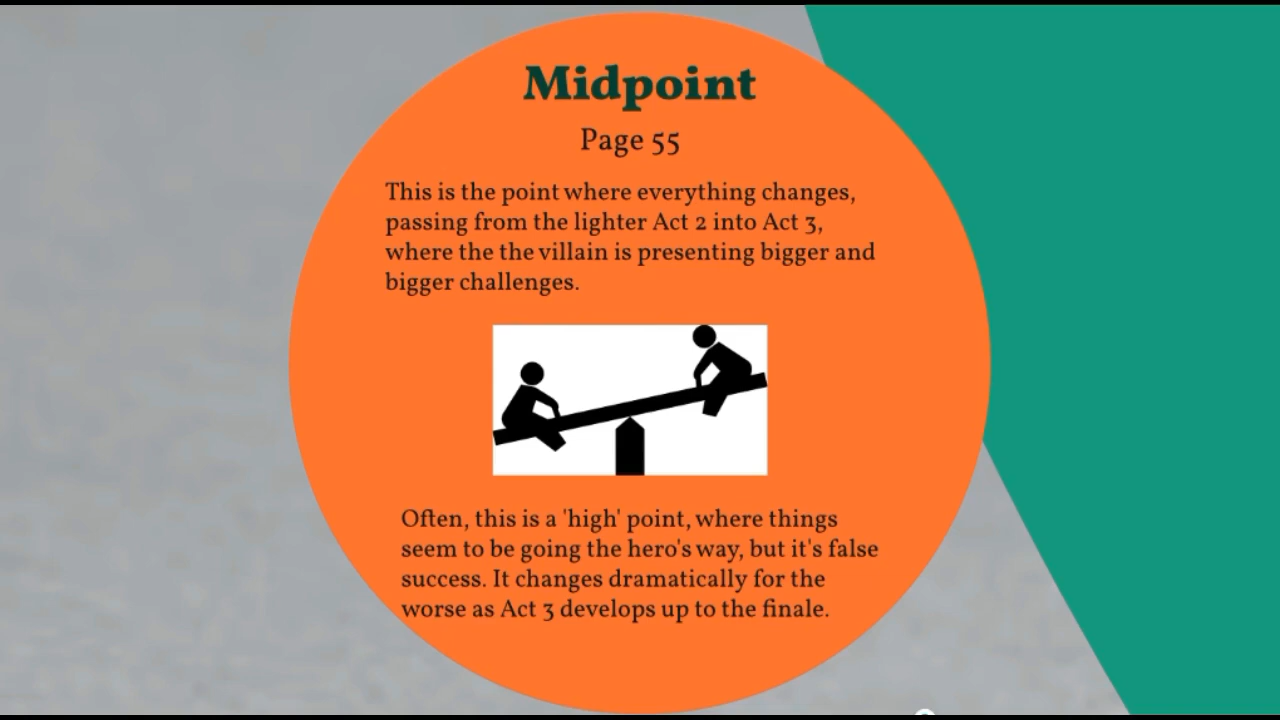 Midpoint
Page 55
This is the point where everything changes,
passing from the lighter Act 2 into Act 3,
where the the villain is presenting bigger and
bigger challenges.
Often, this is a 'high' point, where things
seem to be going the hero's way, but it's false
success. It changes dramatically for the
worse as Act 3 develops up to the finale.